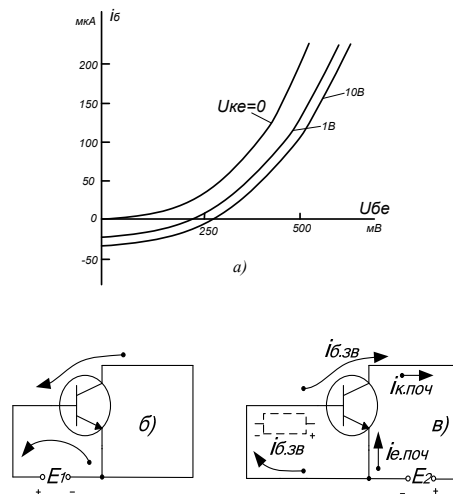 мкА iб
200
150
100
50
0
-50
Uке=0
10В
1В
Uбе
250
500
мВ
а)
б)
E1
+ -
iб.зв
iк.поч
в)
- +
iб.зв
iе.поч
E2
- +